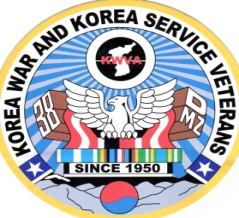 KOREA WAR AND KOREA SERVICE VETERANS
KWVA
38
DMZ
SINCE 1950